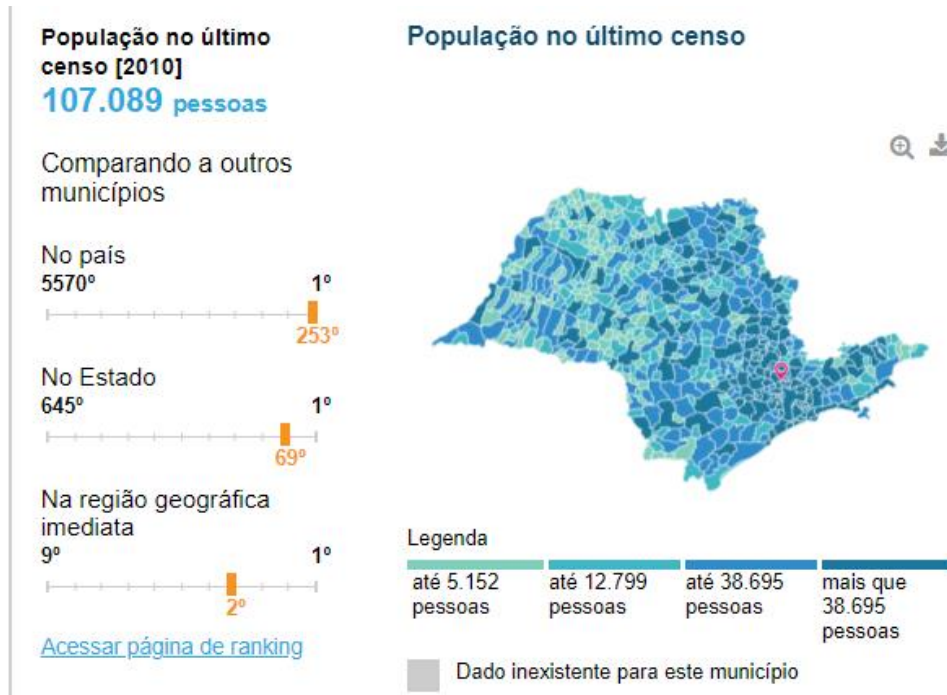 População no último
censo [2010]
107.089 pessoas
Comparando a outros
municípios
No país
5570º 1º
253º
No Estado
645º 1º
69º
Na região geográfica
imediata
9º 1º
2º
Acessar página de ranking
População no último censo
Legenda
até 5.152
pessoas
até 12.799
pessoas
até 38.695
pessoas
mais que
38.695
pessoas
Dado inexistente para este município